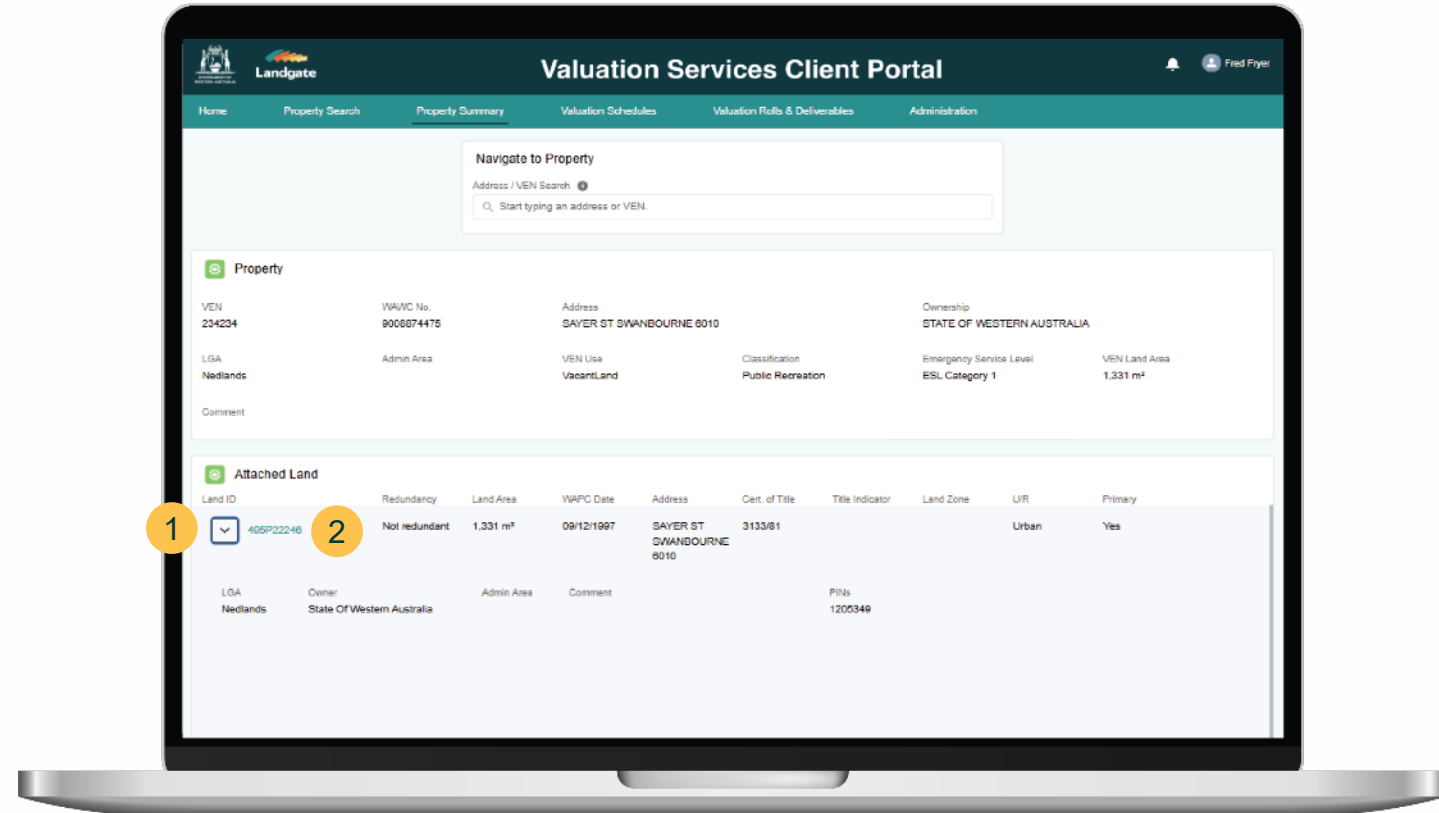 GOVERNMENT OF
WESTERN AUSTRALIA
Landgate
Valuation Services Client Portal
Fred Fryer
Home Property Search Property Summary Valuation Schedules Valuation Rolls & Deliverables Administration
Navigate to Property
Address / VEN Search
Start typing an address or VEN.
Property
VEN WAWC No. Address Ownership
234234 9008874475 SAYER ST SWANBOURNE 6010 STATE OF WESTERN AUSTRALIA
LGA Admin Area VEN Use Classification Emergency Service Level VEN Land Area
Nedlands VacantLand Public Recreation ESL Category 1 1,331 m²
Comment
Attached Land
Land ID Redundancy Land Area WAPC Date Address Cert. of Title Title Indicator Land Zone U/R Primary
1 495P22246 2 Not redundant 1,331 m² 09/12/1997 SAYER ST 3133/81 Urban Yes
SWANBOURNE
6010
LGA Owner Admin Area Comment PINs
Nedlands State Of Western Australia 1205349